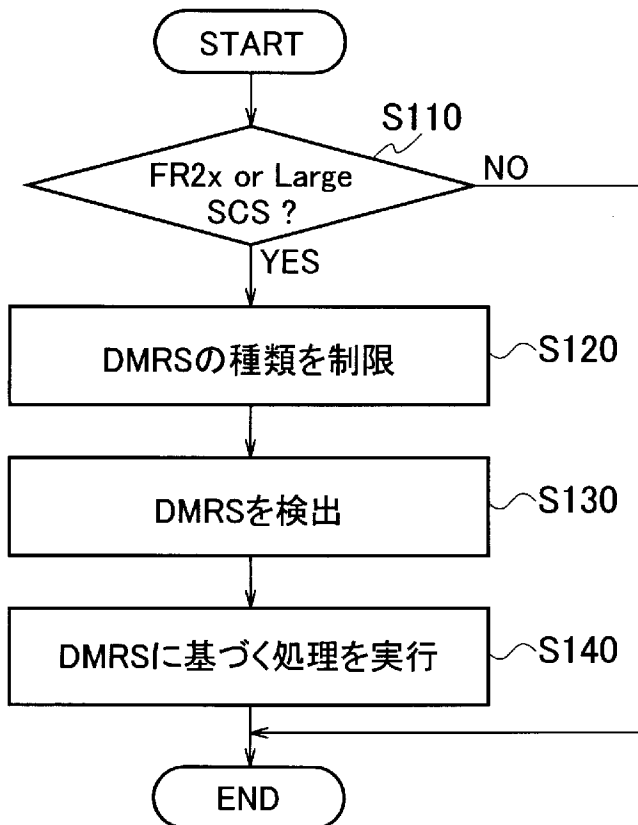 START
S110
FR2x or Large
SCS ?
NO
YES
DMRSの種類を制限
S120
DMRSを検出
S130
DMRSに基づく処理を実行
S140
END